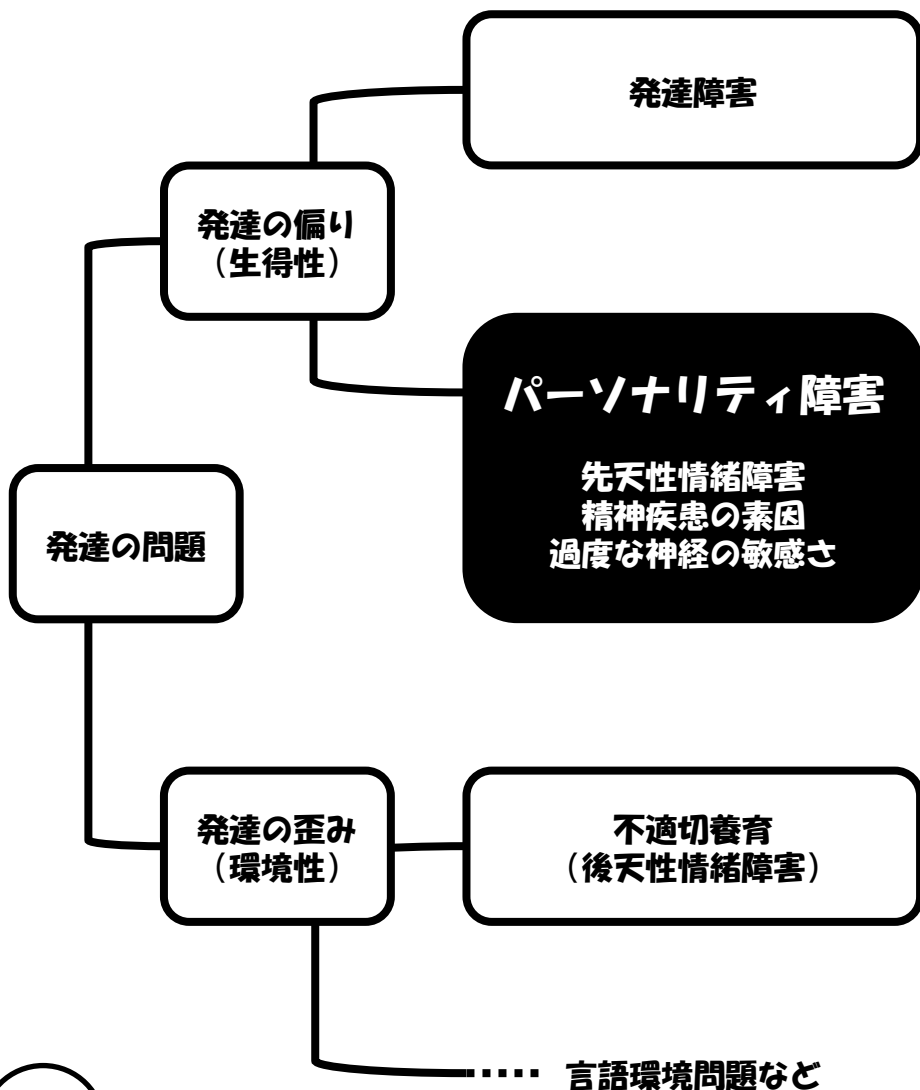 発達障害
発達の偏り
（生得性）
パーソナリティ障害
先天性情緒障害
精神疾患の素因
過度な神経の敏感さ
発達の問題
発達の歪み
（環境性）
不適切養育
（後天性情緒障害）
言語環境問題など